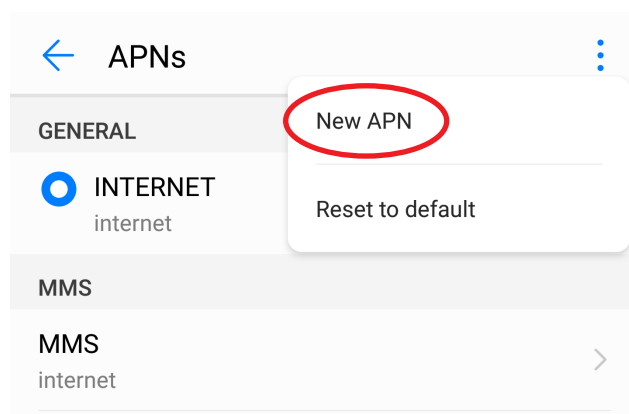 APNs
New APN
Reset to default
GENERAL
INTERNET
internet
MMS
MMS
internet